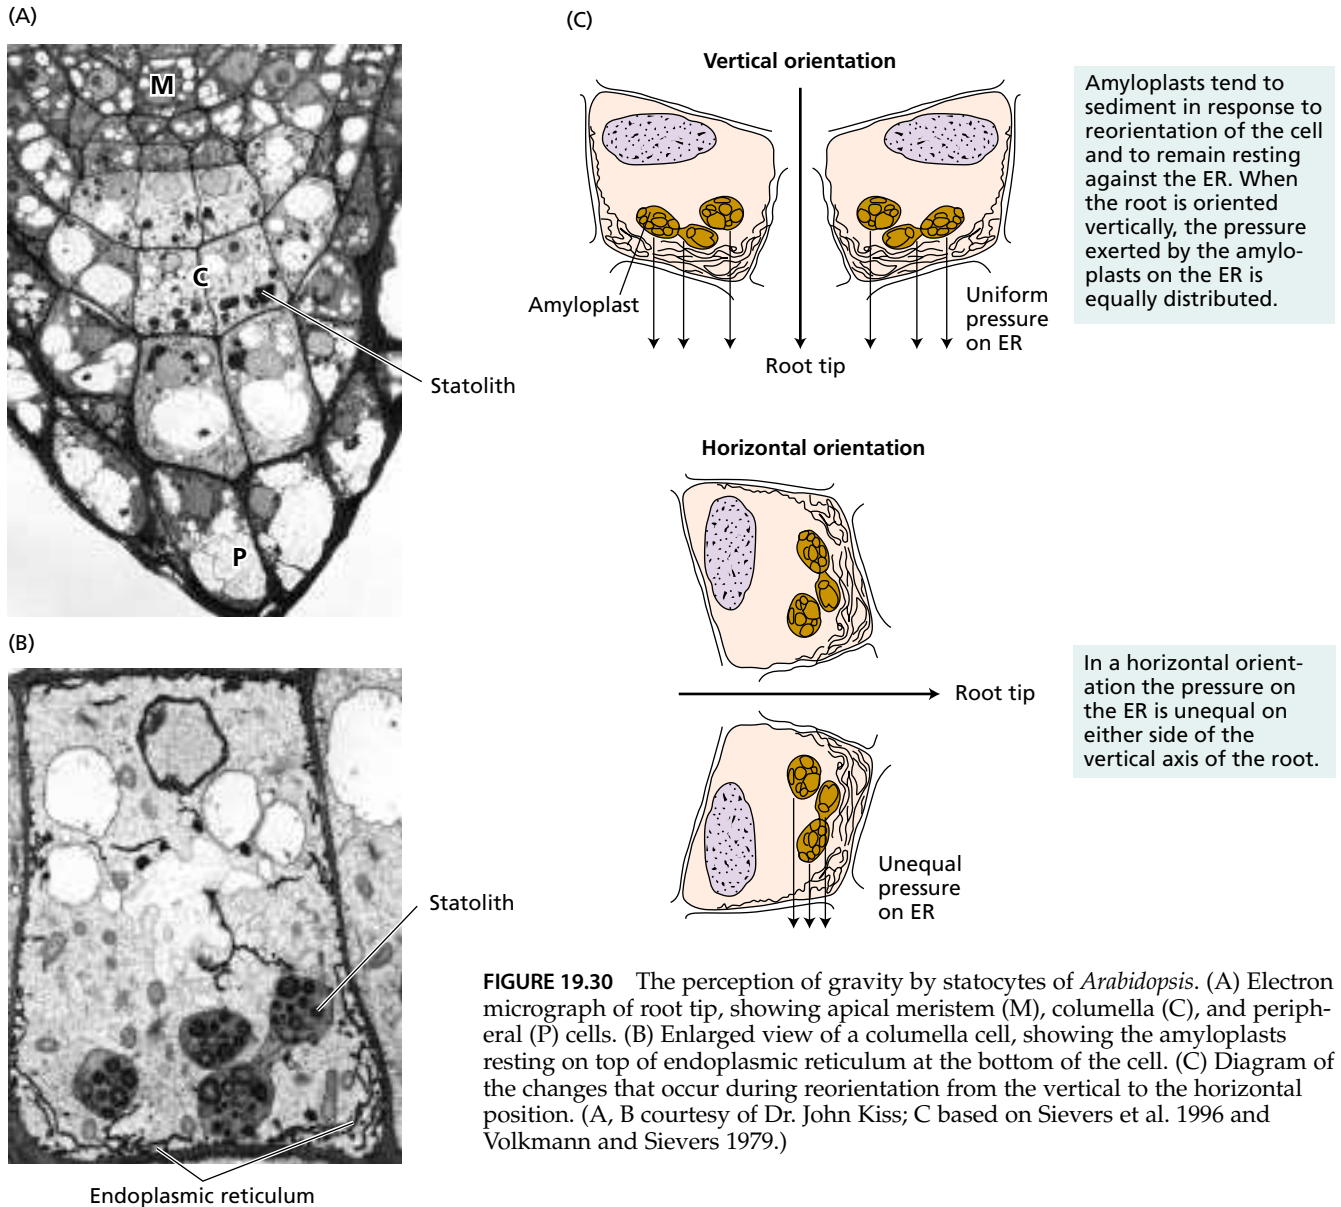 (A)
M
C
Statolith
P
(B)
Statolith
Endoplasmic reticulum
(C)
Vertical orientation
Amyloplast
Uniform
pressure
on ER
Root tip
Amyloplasts tend to
sediment in response to
reorientation of the cell
and to remain resting
against the ER. When
the root is oriented
vertically, the pressure
exerted by the amylo-
plasts on the ER is
equally distributed.
Horizontal orientation
Root tip
Unequal
pressure
on ER
In a horizontal orient-
ation the pressure on
the ER is unequal on
either side of the
vertical axis of the root.
FIGURE 19.30 The perception of gravity by statocytes of Arabidopsis. (A) Electron
micrograph of root tip, showing apical meristem (M), columella (C), and periph-
eral (P) cells. (B) Enlarged view of a columella cell, showing the amyloplasts
resting on top of endoplasmic reticulum at the bottom of the cell. (C) Diagram of
the changes that occur during reorientation from the vertical to the horizontal
position. (A, B courtesy of Dr. John Kiss; C based on Sievers et al. 1996 and
Volkmann and Sievers 1979.)